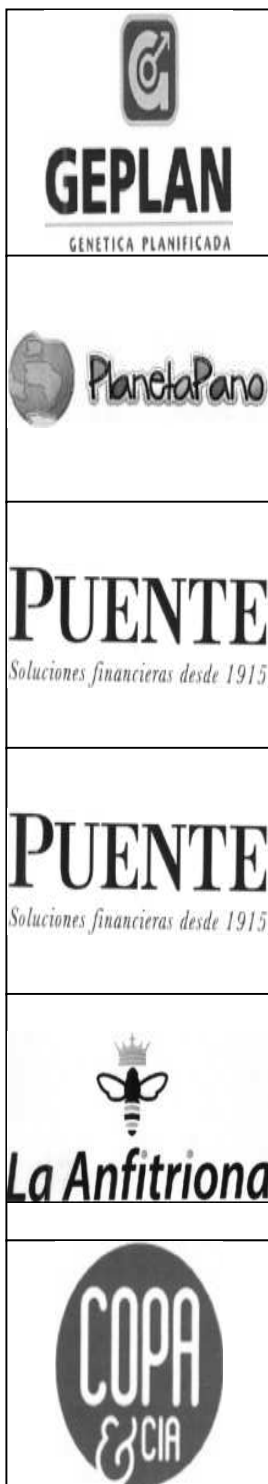 G
GEPLAN
GENETICA PLANIFICADA
PlanetaPano
PUENTE
Soluciones financieras desde 1915
PUENTE
Soluciones financieras desde 1915
La Anfitriona
COPA
& CIA